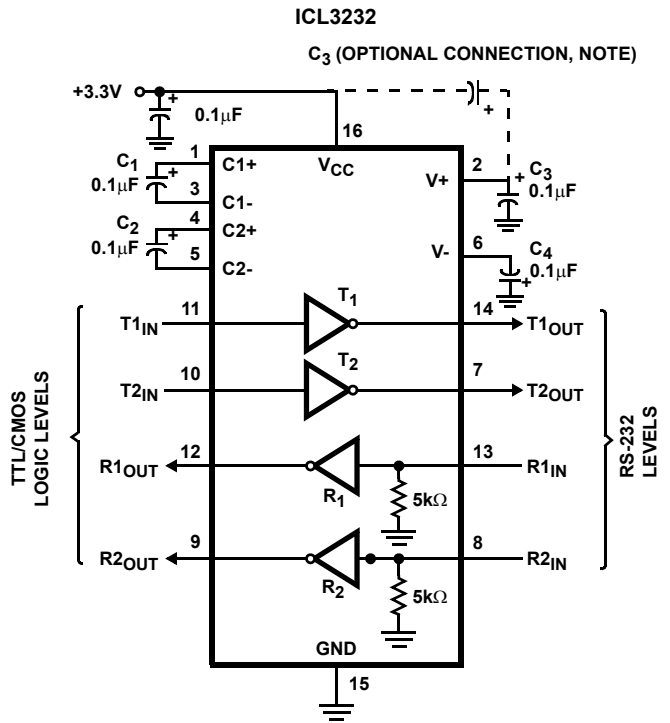 ICL3232
C3 (OPTIONAL CONNECTION, NOTE)
+3.3V
+
0.1μF
+
16
VCC
1
C1+
C1
0.1μF
+
3
C1-
4
C2+
C2
0.1μF
+
5
C2-
2
V+
+
C3
0.1μF
6
V-
C4
0.1μF
+
T1IN
11
T1
14
T1OUT
T2IN
10
T2
7
T2OUT
R1OUT
12
R1
13
R1IN
5kΩ
R2OUT
9
R2
8
R2IN
5kΩ
GND
15
TTL/CMOS
LOGIC LEVELS
RS-232
LEVELS